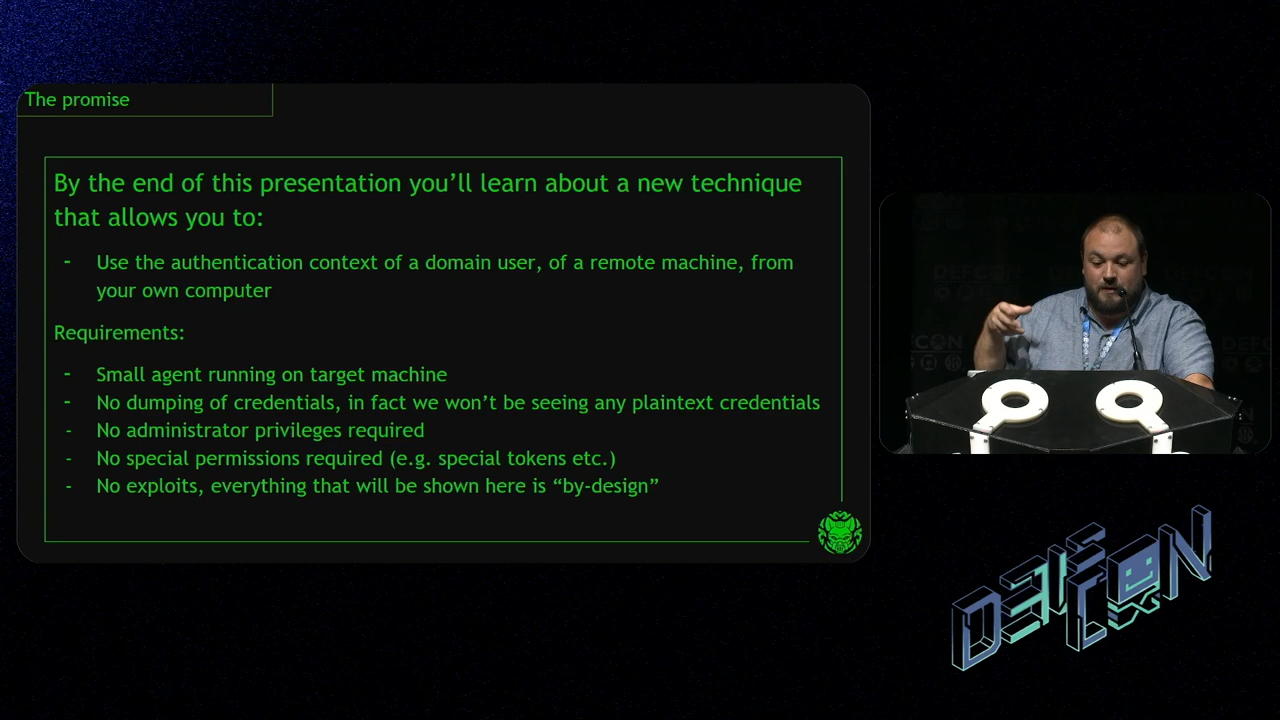 The promise
By the end of this presentation you’ll learn about a new technique
that allows you to:
- Use the authentication context of a domain user, of a remote machine, from
your own computer
Requirements:
- Small agent running on target machine
- No dumping of credentials, in fact we won’t be seeing any plaintext credentials
- No administrator privileges required
- No special permissions required (e.g. special tokens etc.)
- No exploits, everything that will be shown here is “by-design”
DEFCON
DEF CON